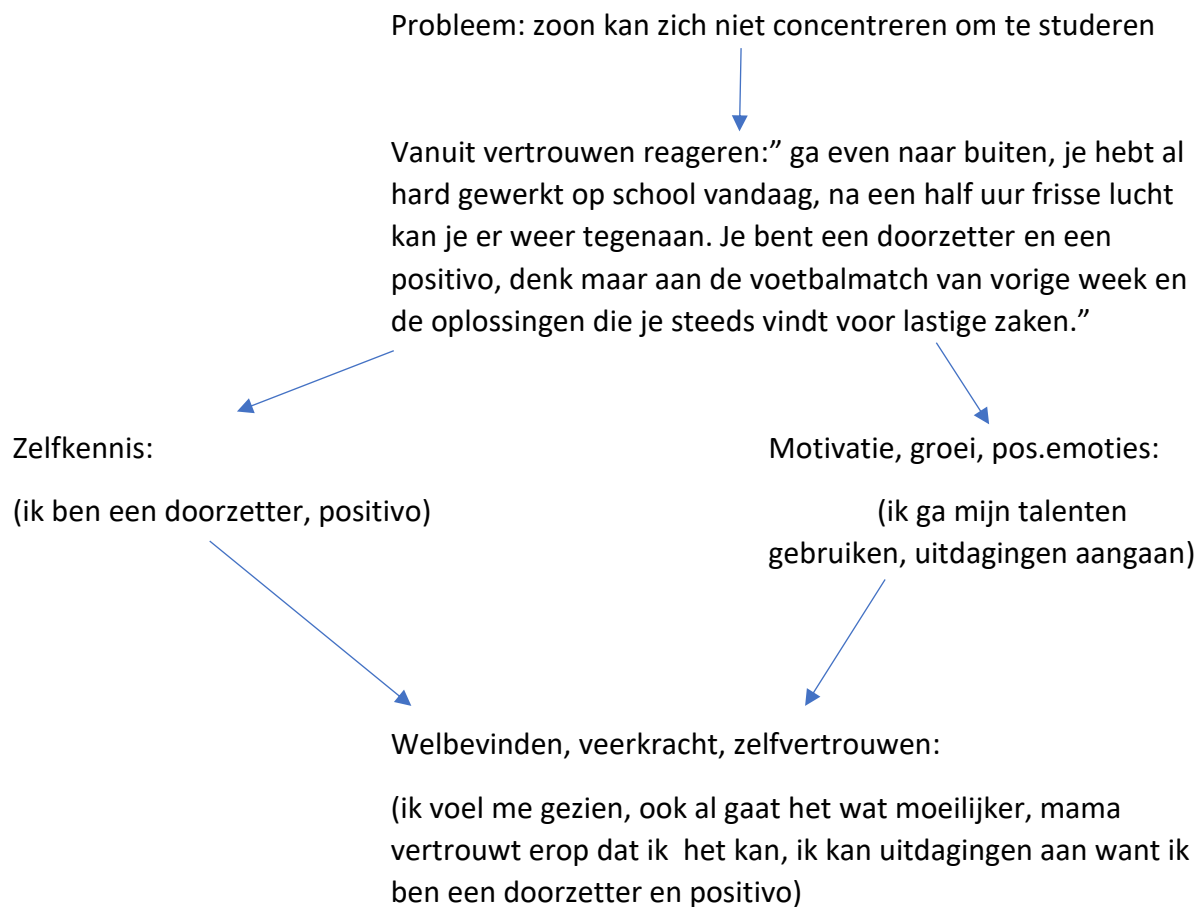 Probleem: zoon kan zich niet concentreren om te studeren
Vanuit vertrouwen reageren:” ga even naar buiten, je hebt al
hard gewerkt op school vandaag, na een half uur frisse lucht
kan je er weer tegenaan. Je bent een doorzetter en een
positivo, denk maar aan de voetbalmatch van vorige week en
de oplossingen die je steeds vindt voor lastige zaken.”
Zelfkennis:
(ik ben een doorzetter, positivo)
Motivatie, groei, pos.emoties:
(ik ga mijn talenten
gebruiken, uitdagingen aangaan)
Welbevinden, veerkracht, zelfvertrouwen:
(ik voel me gezien, ook al gaat het wat moeilijker, mama
vertrouwt erop dat ik  het kan, ik kan uitdagingen aan want ik
ben een doorzetter en positivo)